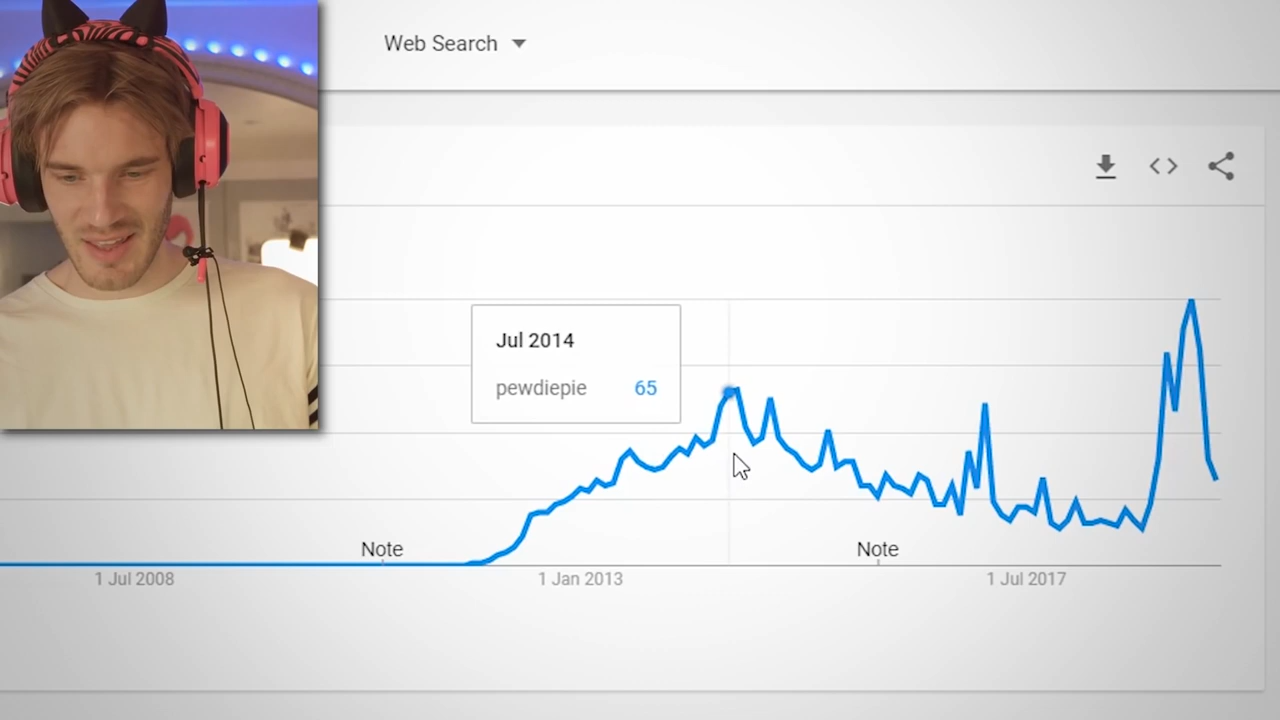 Web Search
Jul 2014
pewdiepie 65
Note
Note
1 Jul 2008
1 Jan 2013
1 Jul 2017